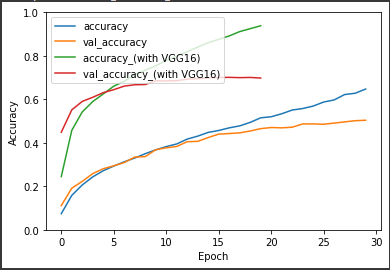 1.0
0.8
0.6
0.4
0.2
0.0
Accuracy
accuracy
val_accuracy
accuracy_(with VGG16)
val_accuracy_(with VGG16)
0 5 10 15 20 25 30
Epoch